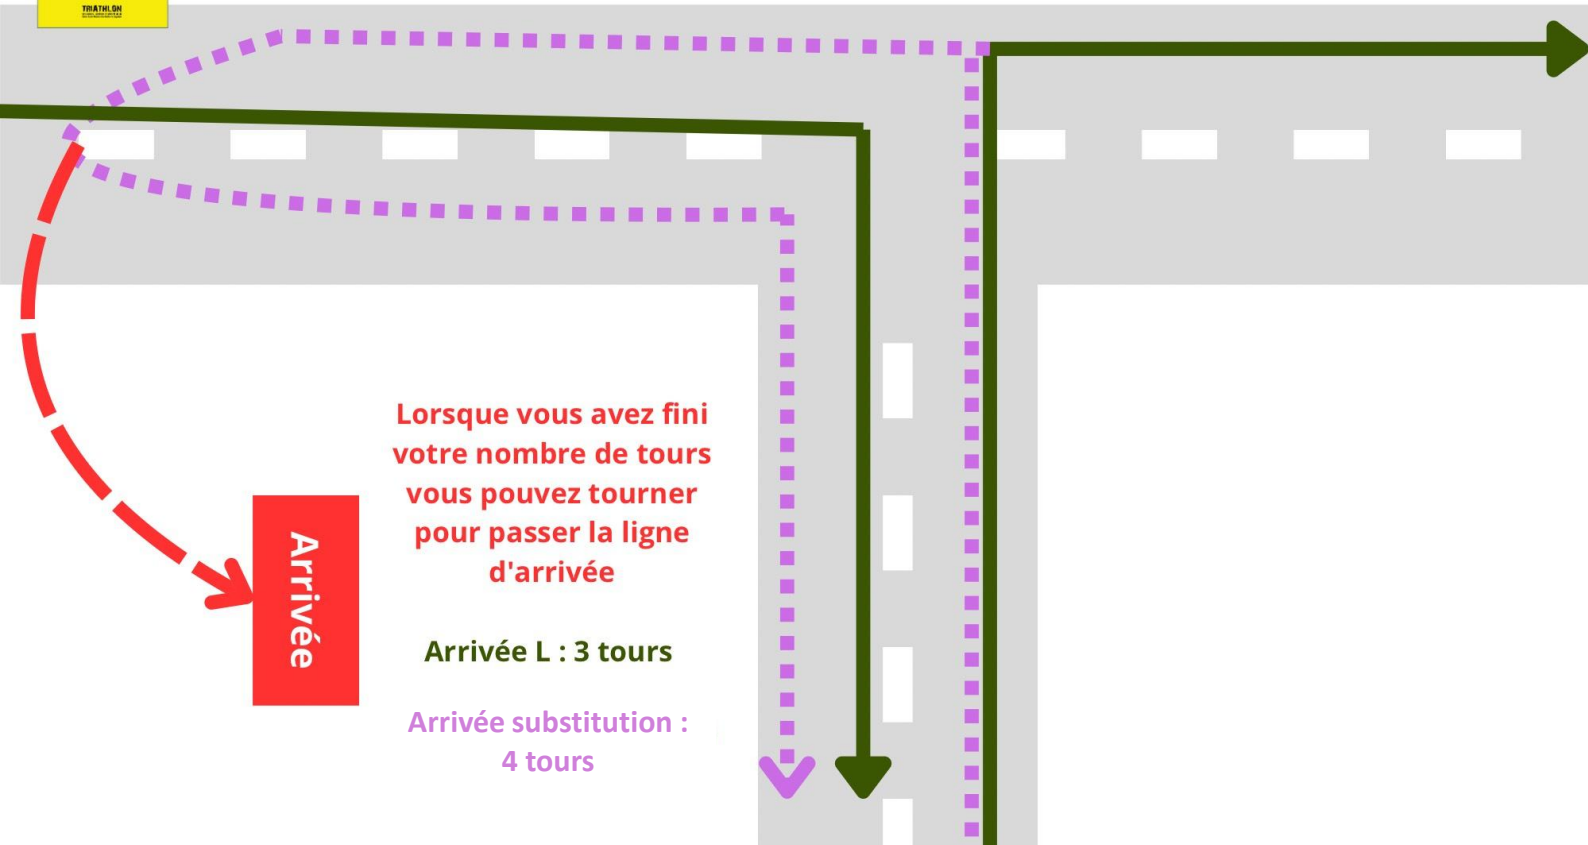 TRIATHLON
Lorsque vous avez fini
votre nombre de tours
vous pouvez tourner
pour passer la ligne
d'arrivée
Arrivée
Arrivée L : 3 tours
Arrivée substitution :
4 tours